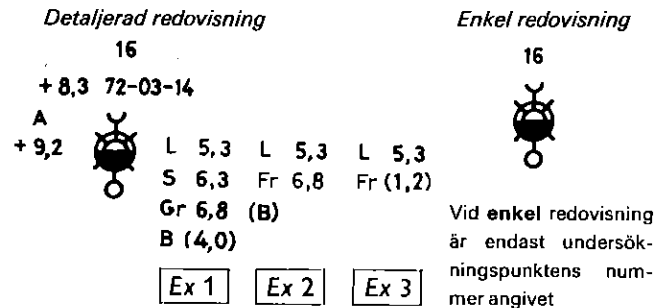 Detaljerad redovisning
16
+ 8,3 72-03-14
A
+ 9,2
L 5,3 L 5,3 L 5,3
S 6,3 Fr 6,8 Fr (1,2)
Gr 6,8 (B)
B (4,0)
Ex 1 Ex 2 Ex 3
Enkel redovisning
16
Vid enkel redovisning
är endast undersök-
ningspunktens num-
mer angivet